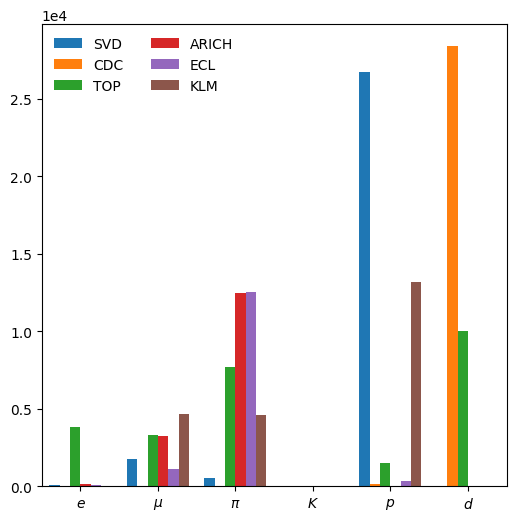 1e4
SVD ARICH
CDC ECL
TOP KLM
2.5
2.0
1.5
1.0
0.5
0.0
e μ π K p d